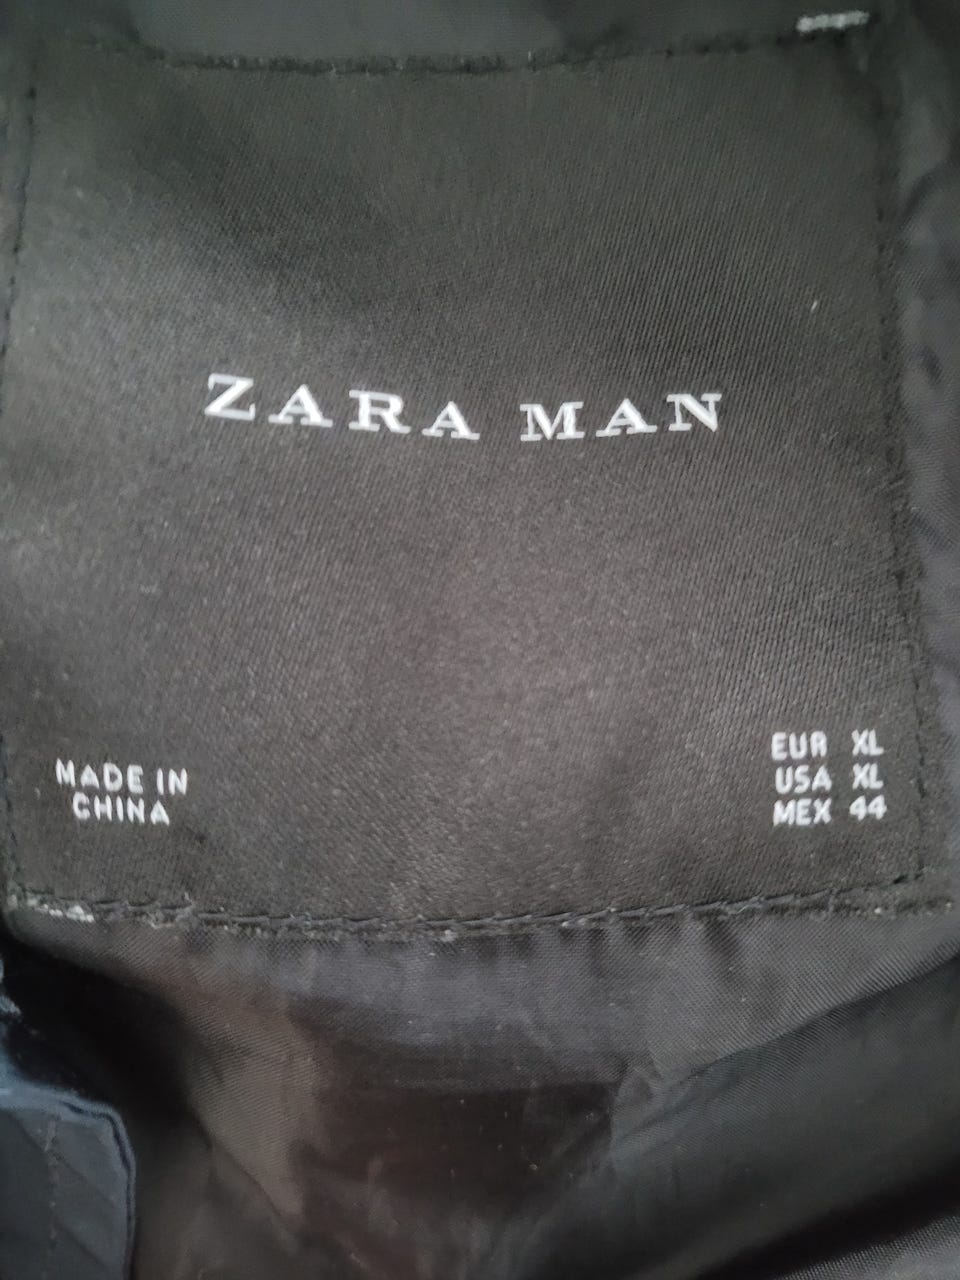 ZARA MAN
MADE IN
CHINA
EUR XL
USA XL
MEX 44